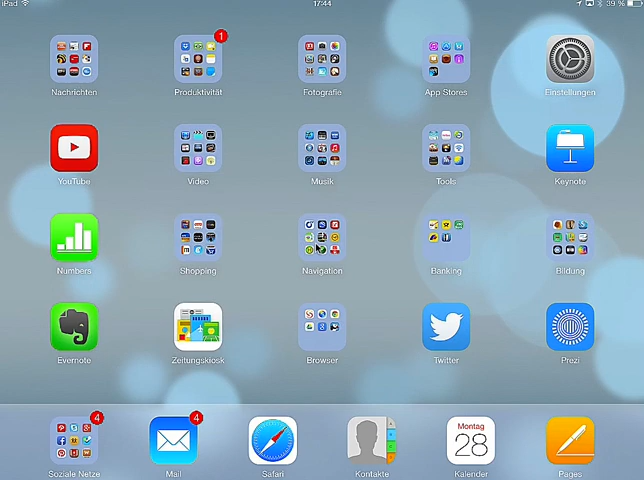 iPad 17:44 39 %
1
Nachrichten Produktivität Fotografie App Stores Einstellungen
YouTube Video Musik Tools Keynote
Numbers Shopping Navigation Banking Bildung
Evernote Zeitungskiosk Browser Twitter Prezi
4 4
Montag
28
Soziale Netze Mail Safari Kontakte Kalender Pages